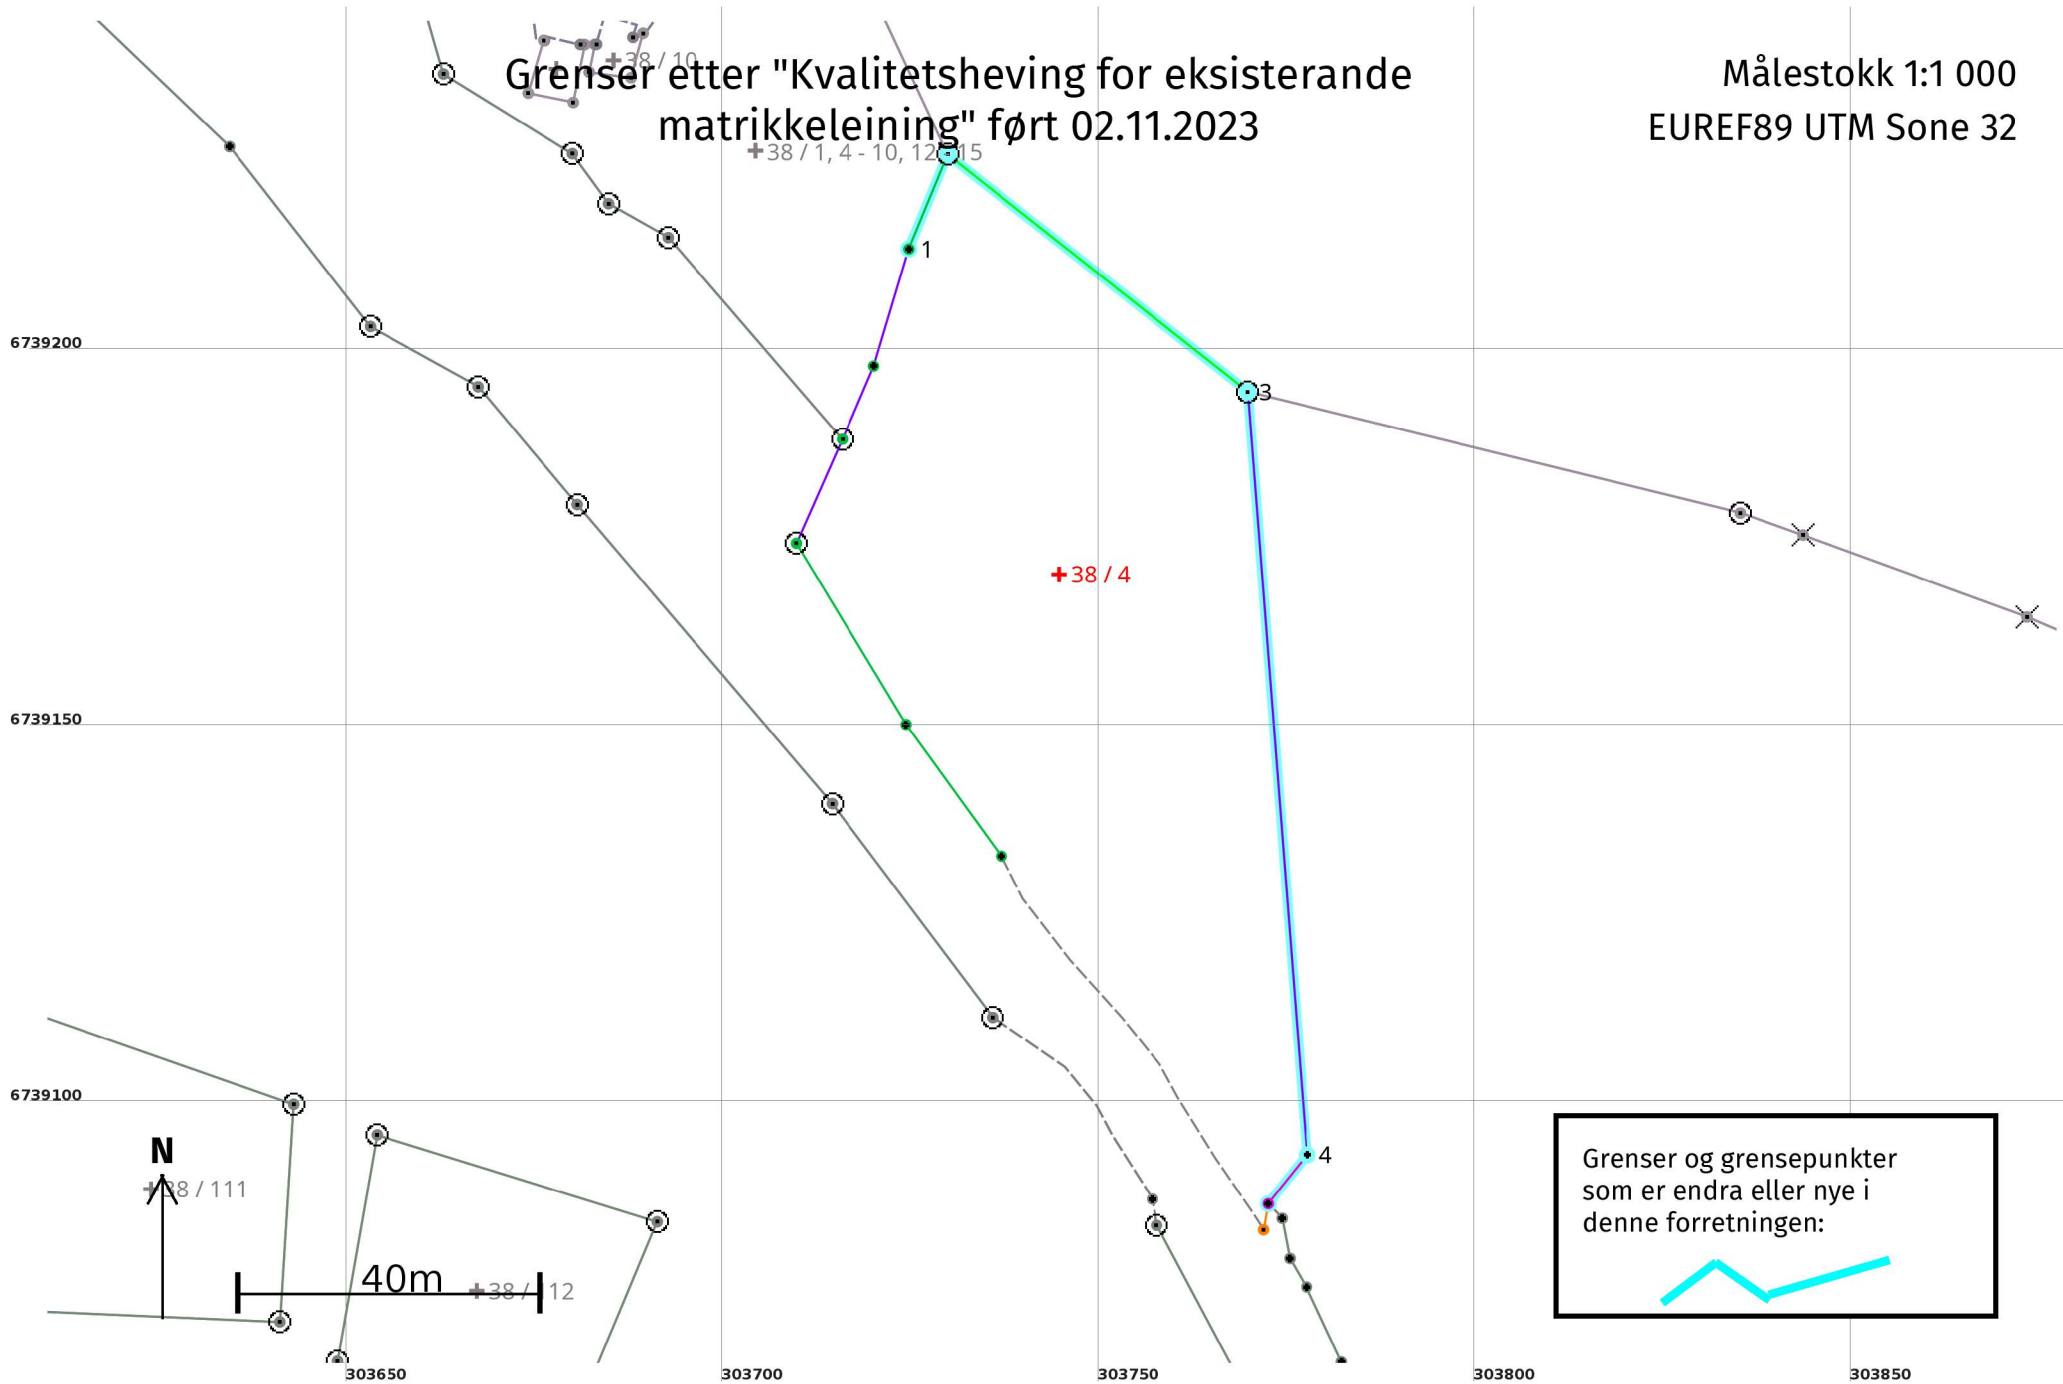 38 / 10
Grenser etter "Kvalitetsheving for eksisterande
matrikkeleining" ført 02.11.2023
Målestokk 1:1 000
EUREF89 UTM Sone 32
38 / 1, 4 - 10, 12 15
1
6739200
3
38 / 4
6739150
6739100
4
N
38 / 111
40m
38 / 112
Grenser og grensepunkter
som er endra eller nye i
denne forretningen:
303650
303700
303750
303800
303850